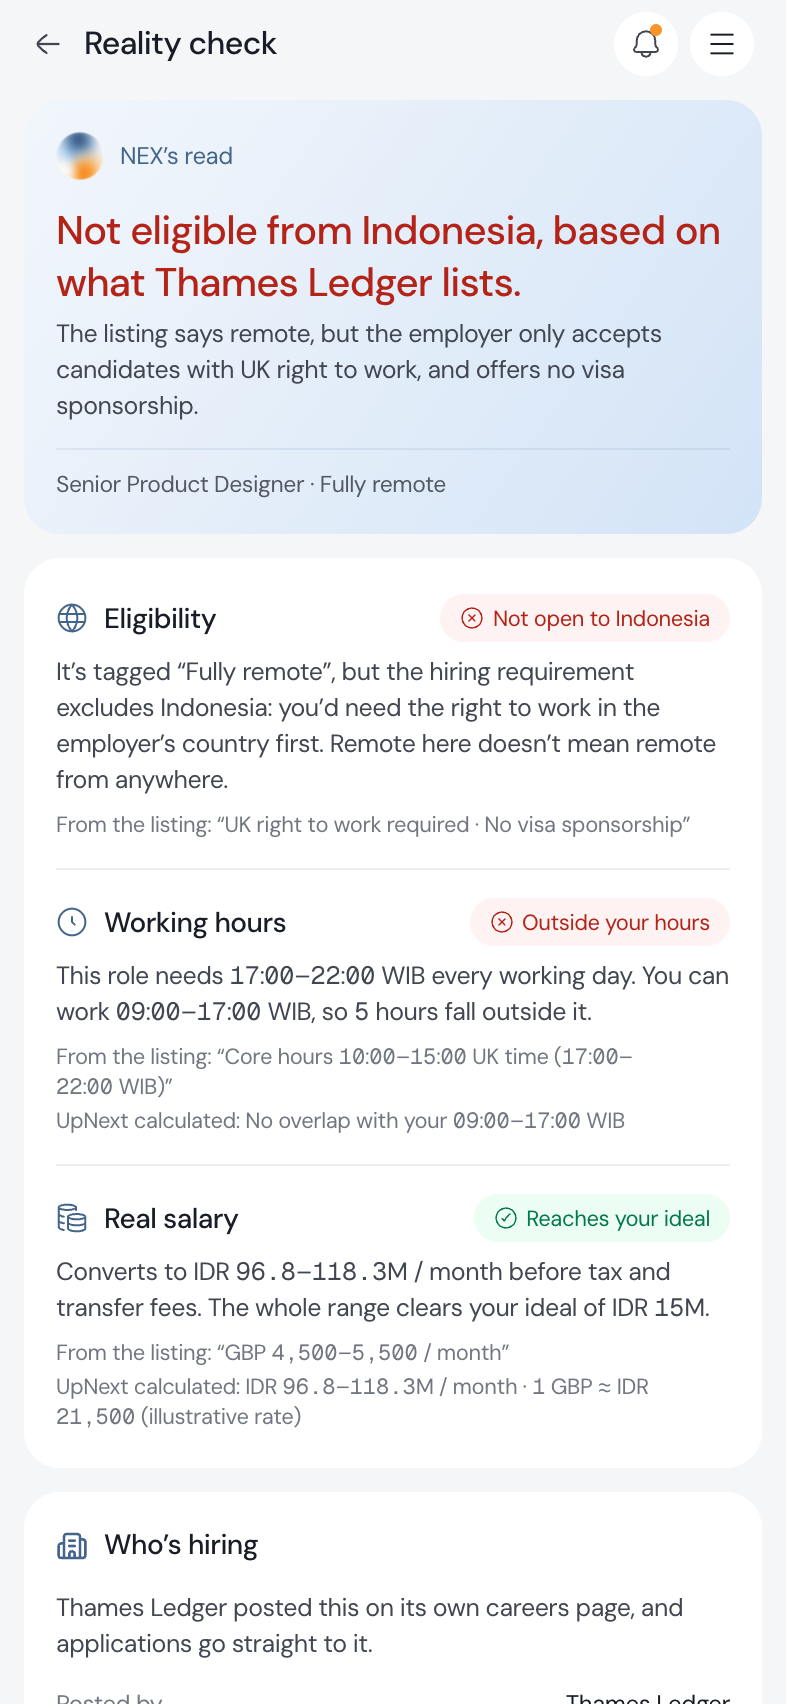 Reality check
NEX’s read
Not eligible from Indonesia, based on
what Thames Ledger lists.
The listing says remote, but the employer only accepts
candidates with UK right to work, and offers no visa
sponsorship.
Senior Product Designer · Fully remote
Eligibility
Not open to Indonesia
It’s tagged “Fully remote”, but the hiring requirement
excludes Indonesia: you’d need the right to work in the
employer’s country first. Remote here doesn’t mean remote
from anywhere.
From the listing: “UK right to work required · No visa sponsorship”
Working hours
Outside your hours
This role needs 17:00–22:00 WIB every working day. You can
work 09:00–17:00 WIB, so 5 hours fall outside it.
From the listing: “Core hours 10:00–15:00 UK time (17:00–
22:00 WIB)”
UpNext calculated: No overlap with your 09:00–17:00 WIB
Real salary
Reaches your ideal
Converts to IDR 96.8–118.3M / month before tax and
transfer fees. The whole range clears your ideal of IDR 15M.
From the listing: “GBP 4,500–5,500 / month”
UpNext calculated: IDR 96.8–118.3M / month · 1 GBP ≈ IDR
21,500 (illustrative rate)
Who’s hiring
Thames Ledger posted this on its own careers page, and
applications go straight to it.
Posted by
Thames Ledger